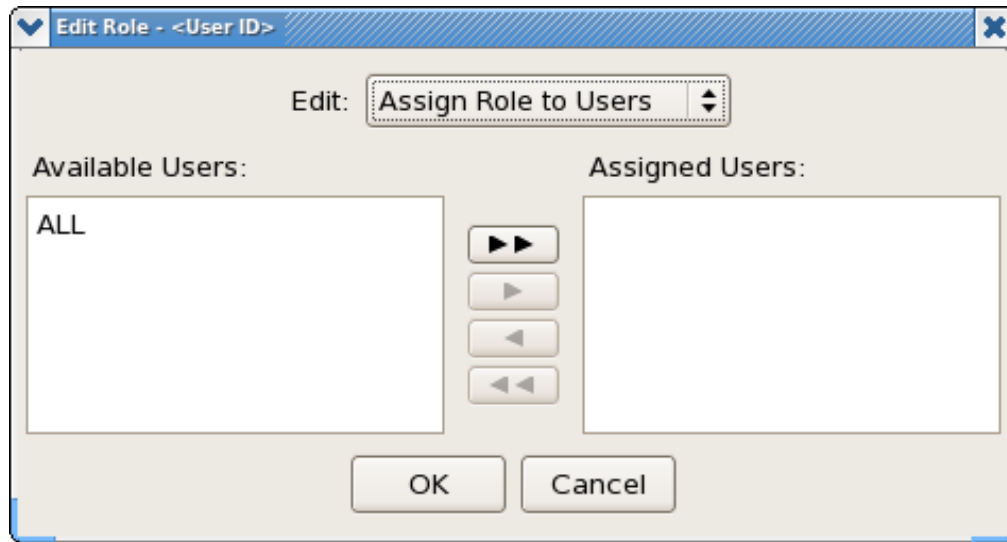 Edit Role - <User ID>
Edit: Assign Role to Users
Available Users:
Assigned Users:
ALL
OK
Cancel